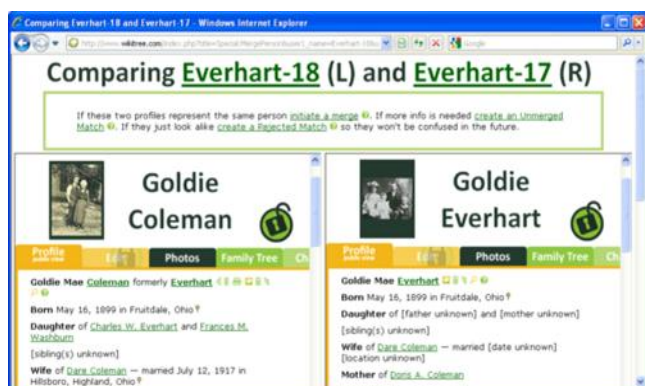 Comparing Everhart-18 and Everhart-17 - Windows Internet Explorer
Google
Comparing Everhart-18 (L) and Everhart-17 (R)
If these two profiles represent the same person initiate a merge. If more info is needed create an Unmerged
Match. If they just look alike create a Rejected Match so they won't be confused in the future.
Goldie
Coleman
Profile
Edit
Photos
Family Tree
Ch
Goldie Mae Coleman formerly Everhart
Born May 16, 1899 in Fruitdale, Ohio
Daughter of Charles W. Everhart and Frances M.
Washburn
[sibling(s) unknown]
Wife of Dare Coleman — married July 12, 1917 in
Hillsboro, Highland, Ohio
Goldie
Everhart
Profile
Edit
Photos
Family Tree
Ch
Goldie Mae Everhart
Born May 16, 1899 in Fruitdale, Ohio
Daughter of [father unknown] and [mother unknown]
[sibling(s) unknown]
Wife of Dare Coleman — married [date unknown]
[location unknown]
Mother of Doris A. Coleman